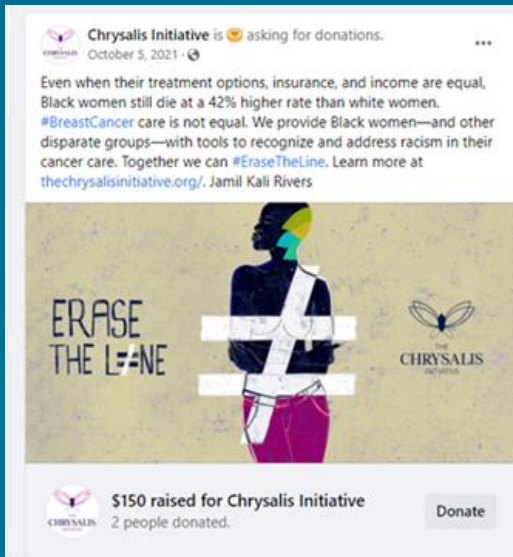 Chrysalis Initiative is asking for donations.
October 5, 2021
Even when their treatment options, insurance, and income are equal,
Black women still die at a 42% higher rate than white women.
#BreastCancer care is not equal. We provide Black women—and other
disparate groups—with tools to recognize and address racism in their
cancer care. Together we can #EraseTheLine. Learn more at
thechrysalisinitiative.org/. Jamil Kali Rivers
ERASE
THE L≠NE
THE
CHRYSALIS
INITIATIVE
$150 raised for Chrysalis Initiative
2 people donated.
Donate
CHRYSALIS
CHRYSALIS